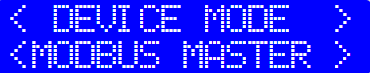 < DEVICE MODE >
<MODBUS MASTER >